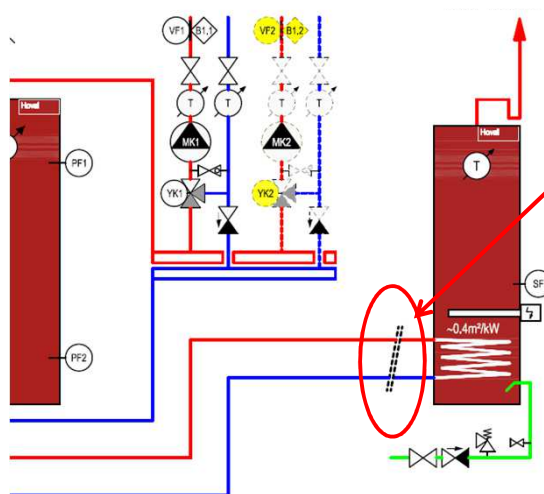 VF1 B1,1 VF2 B1,2
T T T T
MK1 MK2
YK1 YK2
Hoval
PF1
PF2
Hoval
T
SF
~0.4m²/kW